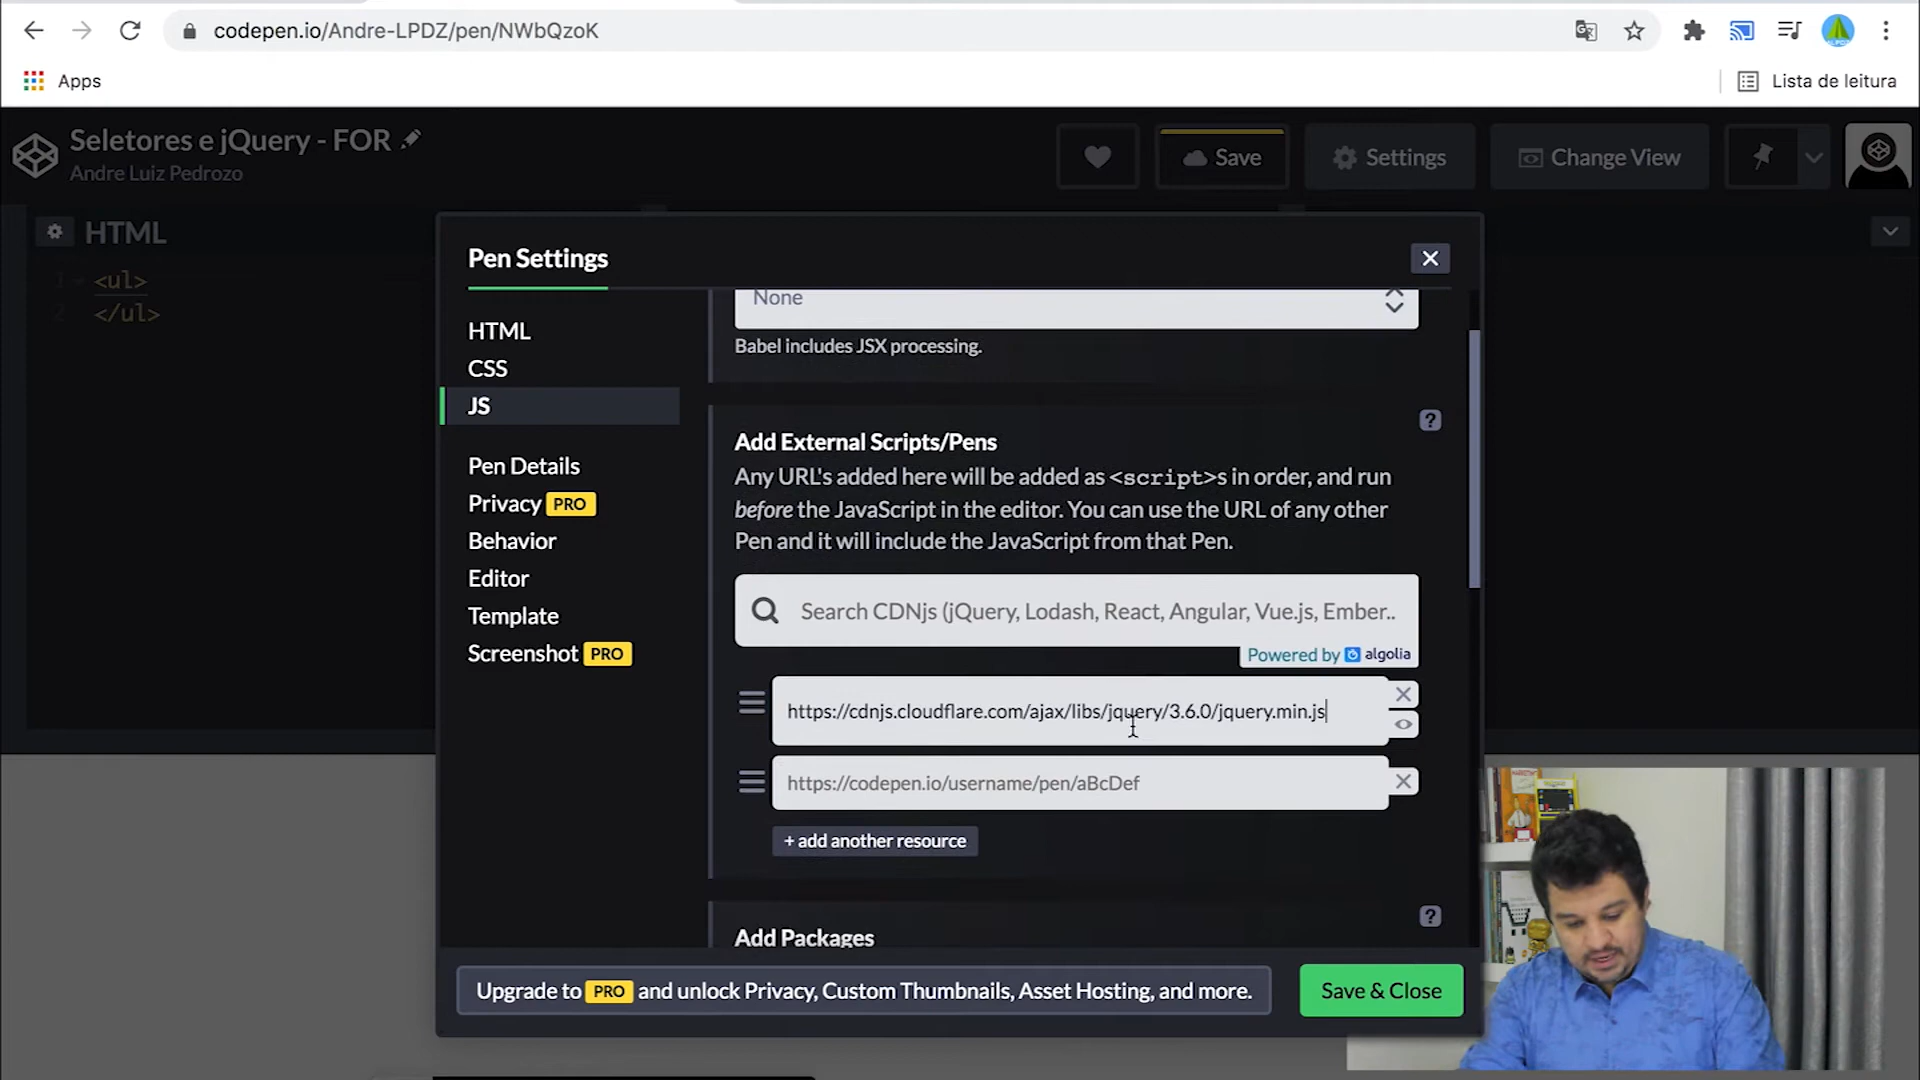 codepen.io/Andre-LPDZ/pen/NWbQzoK
Apps
Lista de leitura
Seletores e jQuery - FOR
Andre Luiz Pedrozo
Save
Settings
Change View
HTML
1 <ul>
2 </ul>
Pen Settings
HTML
CSS
JS
Pen Details
Privacy PRO
Behavior
Editor
Template
Screenshot PRO
None
Babel includes JSX processing.
Add External Scripts/Pens
?
Any URL's added here will be added as <script>s in order, and run
before the JavaScript in the editor. You can use the URL of any other
Pen and it will include the JavaScript from that Pen.
Search CDNjs (jQuery, Lodash, React, Angular, Vue.js, Ember..
Powered by algolia
https://cdnjs.cloudflare.com/ajax/libs/jquery/3.6.0/jquery.min.js
https://codepen.io/username/pen/aBcDef
+ add another resource
Add Packages
?
Upgrade to PRO and unlock Privacy, Custom Thumbnails, Asset Hosting, and more.
Save & Close